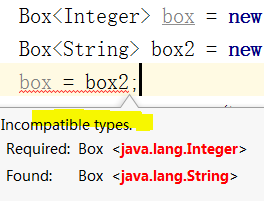 Box<Integer> box = new
Box<String> box2 = new
box = box2;
Incompatible types.
Required: Box <java.lang.Integer>
Found: Box <java.lang.String>